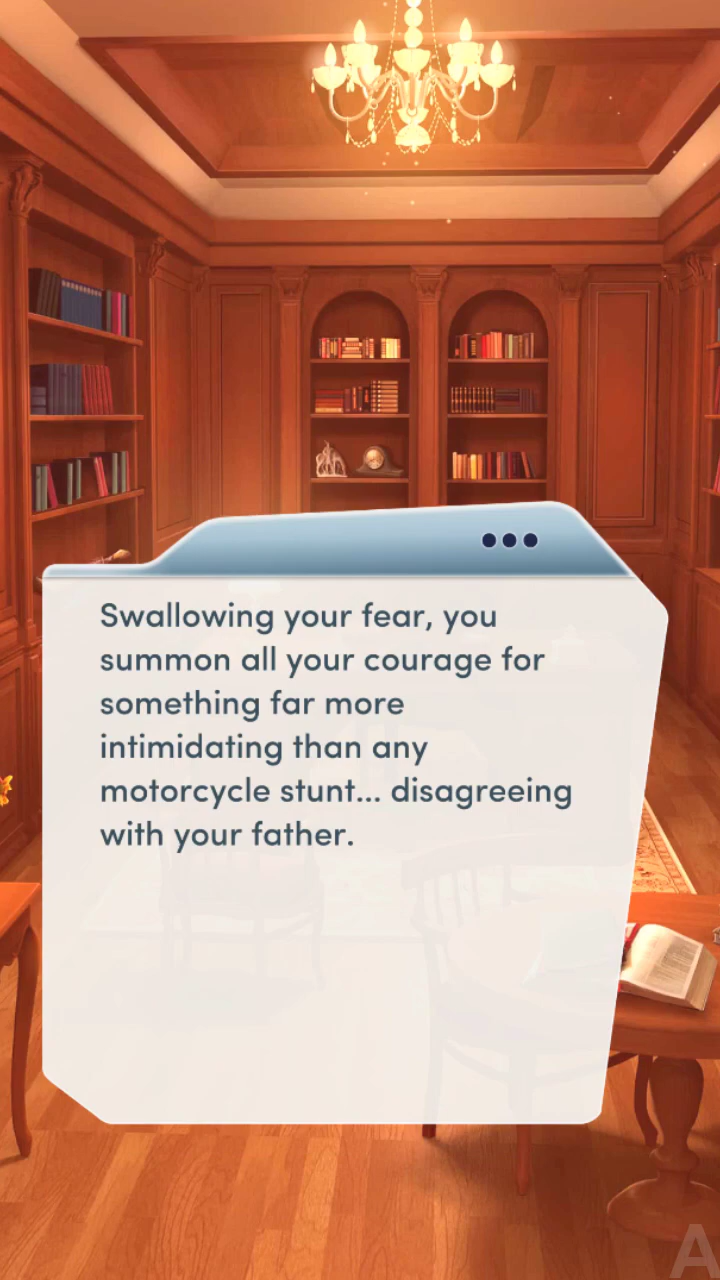 Swallowing your fear, you
summon all your courage for
something far more
intimidating than any
motorcycle stunt... disagreeing
with your father.
A